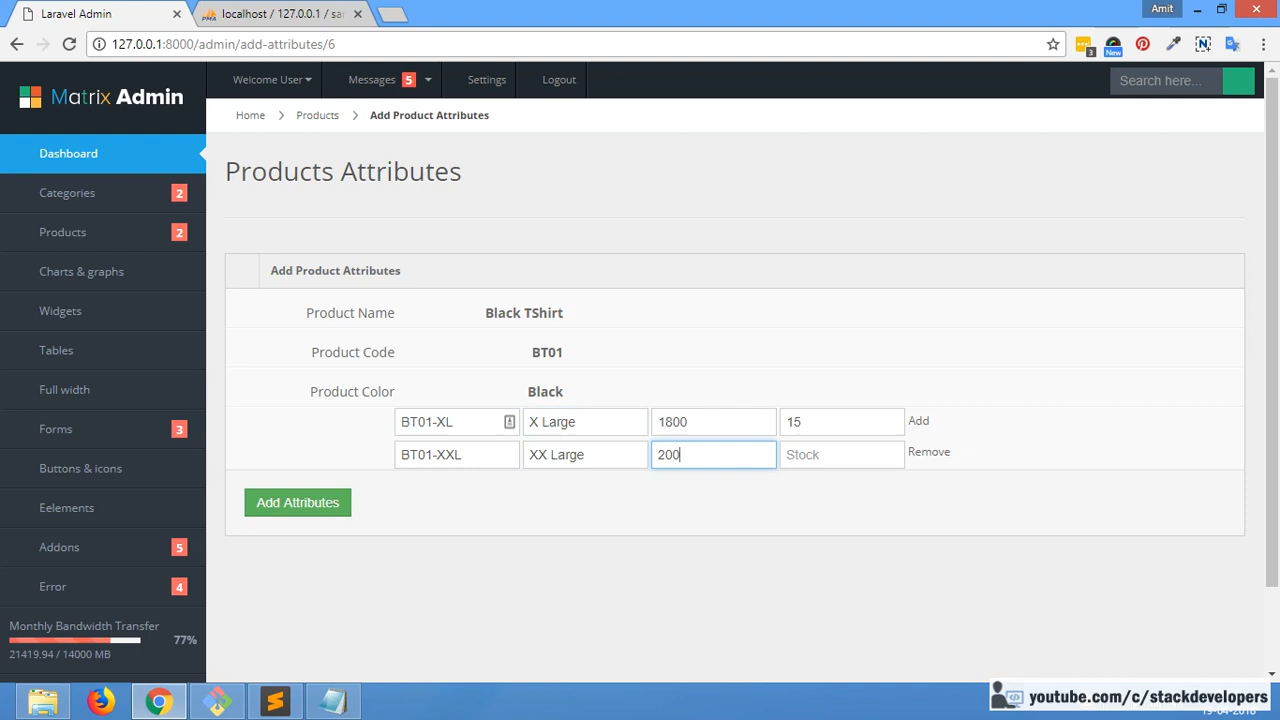 Laravel Admin
localhost / 127.0.0.1 / sar
Amit
127.0.0.1:8000/admin/add-attributes/6
3
New
Matrix Admin
Welcome User
Messages 5
Settings
Logout
Search here...
Home
Products
Add Product Attributes
Dashboard
Categories 2
Products 2
Charts & graphs
Widgets
Tables
Full width
Forms 3
Buttons & icons
Eelements
Addons 5
Error 4
Monthly Bandwidth Transfer
77%
21419.94 / 14000 MB
Products Attributes
Add Product Attributes
Product Name Black TShirt
Product Code BT01
Product Color Black
BT01-XL X Large 1800 15 Add
BT01-XXL XX Large 200 Stock Remove
Add Attributes
youtube.com/c/stackdevelopers